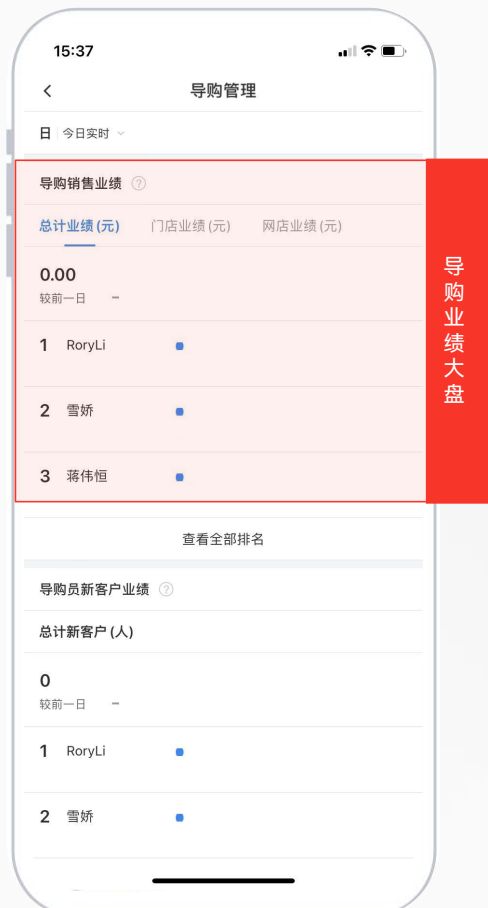 15:37
导购管理
日 今日实时
导购销售业绩 ?
总计业绩(元) 门店业绩(元) 网店业绩(元)
0.00
较前一日 -
1 RoryLi
2 雪娇
3 蒋伟恒
导购业绩大盘
查看全部排名
导购员新客户业绩 ?
总计新客户(人)
0
较前一日 -
1 RoryLi
2 雪娇